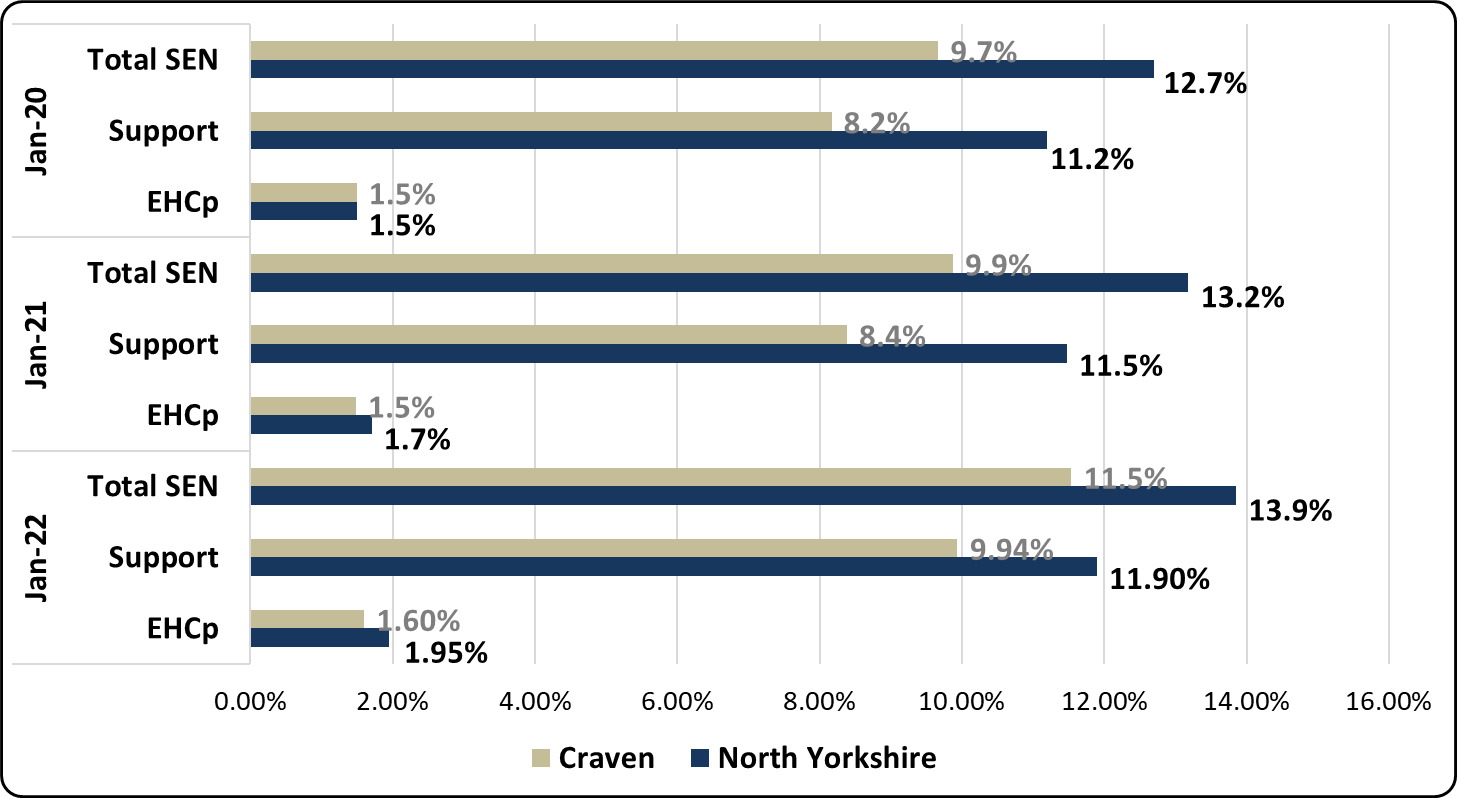 Jan-20
Total SEN
9.7%
12.7%
Support
8.2%
11.2%
EHCp
1.5%
1.5%
Jan-21
Total SEN
9.9%
13.2%
Support
8.4%
11.5%
EHCp
1.5%
1.7%
Jan-22
Total SEN
11.5%
13.9%
Support
9.94%
11.90%
EHCp
1.60%
1.95%
0.00% 2.00% 4.00% 6.00% 8.00% 10.00% 12.00% 14.00% 16.00%
Craven North Yorkshire